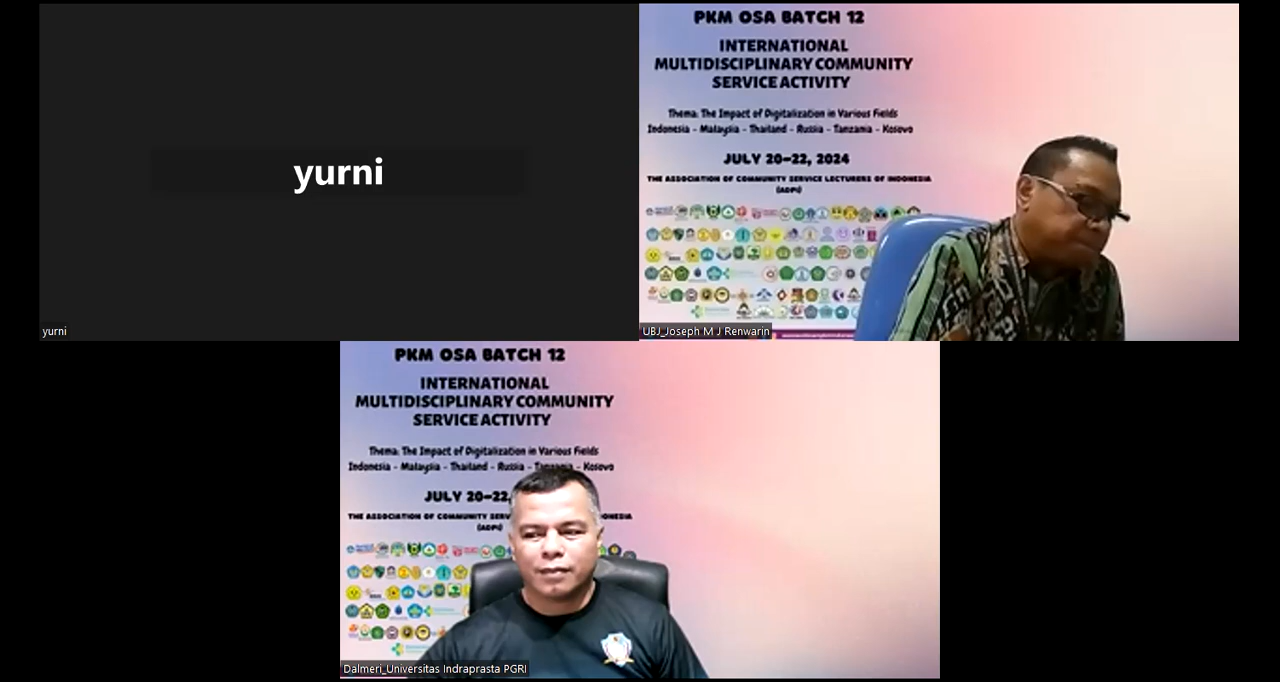 yurni
yurni
PKM OSA BATCH 12
INTERNATIONAL
MULTIDISCIPLINARY COMMUNITY
SERVICE ACTIVITY
Thema: The Impact of Digitalization in Various Fields
Indonesia - Malaysia - Thailand - Russia - Tanzania - Kosovo
JULY 20-22, 2024
THE ASSOCIATION OF COMMUNITY SERVICE LECTURERS OF INDONESIA
(ADPI)
UBJ_Joseph M J Renwarin
PKM OSA BATCH 12
INTERNATIONAL
MULTIDISCIPLINARY COMMUNITY
SERVICE ACTIVITY
Thema: The Impact of Digitalization in Various Fields
Indonesia - Malaysia - Thailand - Russia - Tanzania - Kosovo
JULY 20-22,
THE ASSOCIATION OF COMMUNITY
(ADPI)
Dalmeri_Universitas Indraprasta PGRI